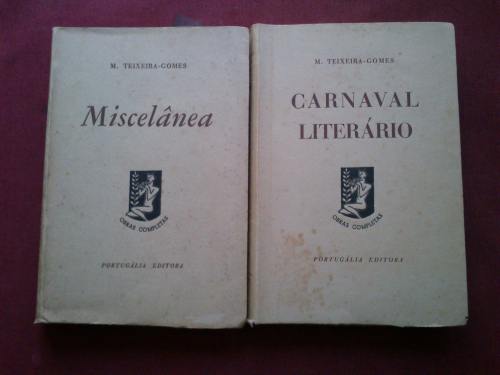 M. TEIXEIRA-GOMES
Miscelânea
OBRAS COMPLETAS
PORTUGÁLIA EDITORA
M. TEIXEIRA-GOMES
CARNAVAL
LITERÁRIO
OBRAS COMPLETAS
PORTUGÁLIA EDITORA